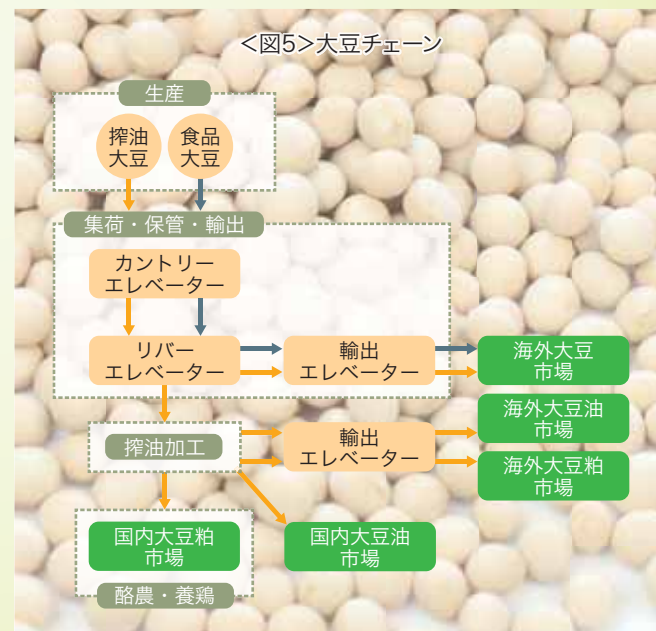 <図5>大豆チェーン
生産
搾油
大豆
食品
大豆
集荷・保管・輸出
カントリー
エレベーター
リバー
エレベーター
輸出
エレベーター
海外大豆
市場
海外大豆油
市場
搾油加工
輸出
エレベーター
海外大豆粕
市場
国内大豆粕
市場
国内大豆油
市場
酪農・養鶏